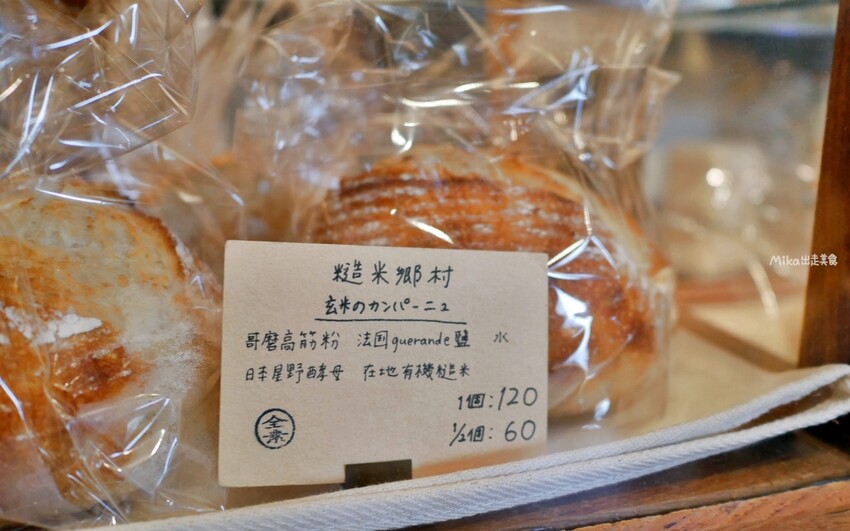 糙米鄉村
玄米のカンパーニュ
哥磨高筋粉 法国guerande鹽 水
日本星野酵母 在地有機糙米
1個:120
½個:60
全素
Mika出走美食